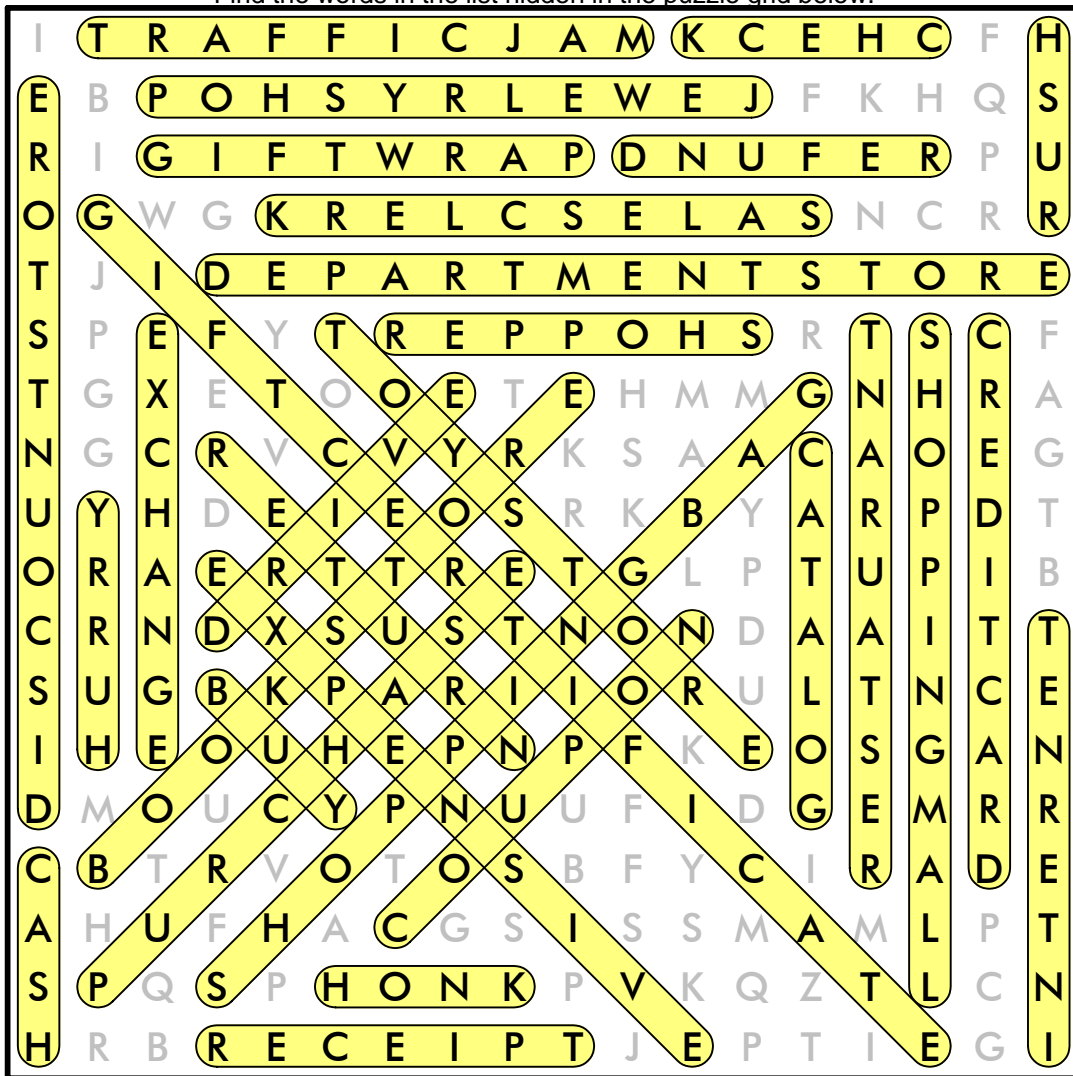 Find the words in the list hidden in the puzzle grid below.
I T R A F F I C J A M K C E H C F H
E B P O H S Y R L E W E J F K H Q S
R I G I F T W R A P D N U F E R P U
O G W G K R E L C S E L A S N C R R
T J I D E P A R T M E N T S T O R E
S P E F Y T R E P P O H S R T S C F
T G X E T O O E T E H M M G N H R A
N G C R V C V Y R K S A A C A O E G
U Y H D E I E O S R K B Y A R P D T
O R A E R T T R E T G L P T U P I B
C R N D X S U S T N O N D A A I T T
S U G B K P A R I I O R U L T N C E
I H E O U H E P N P F K E O S G A N
D M O U C Y P N U U F I D G E M R R
C B T R V O T O S B F Y C I R A D E
A H U F H A C G S I S S M A M L P T
S P Q S P H O N K P V K Q Z T L C N
H R B R E C E I P T J E P T I E G I